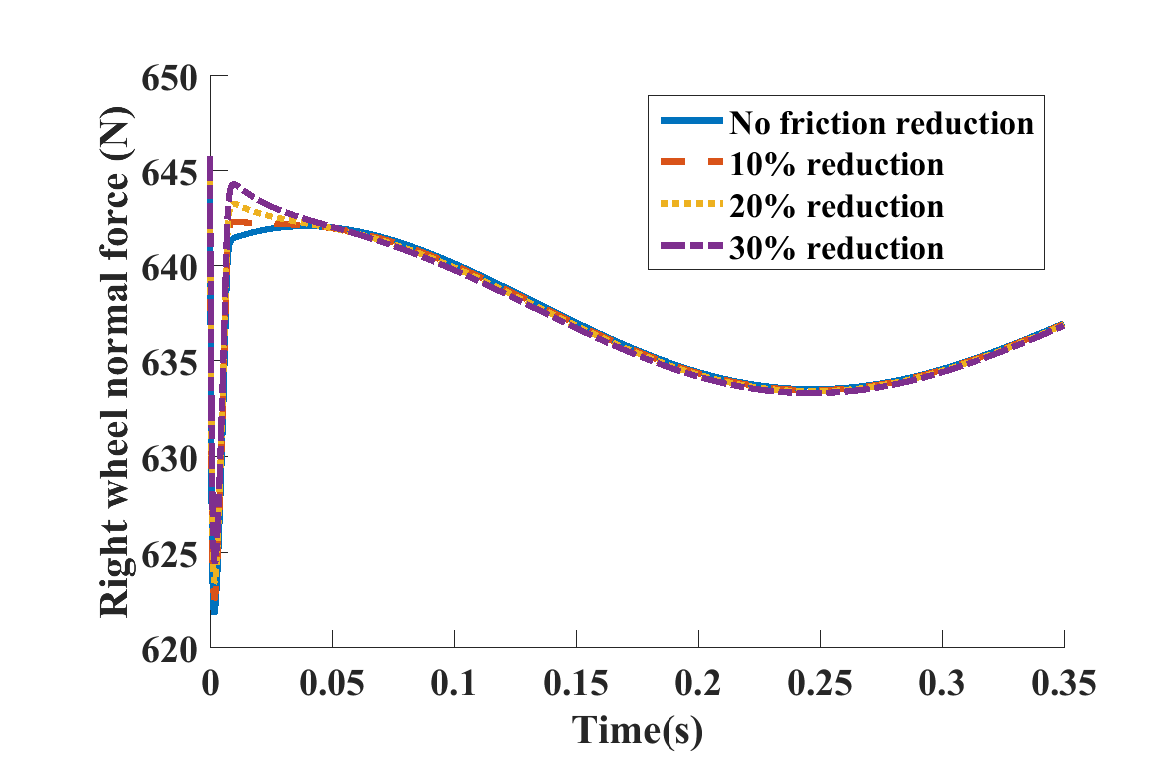 Right wheel normal force (N)
650
645
640
635
630
625
620
No friction reduction
10% reduction
20% reduction
30% reduction
0 0.05 0.1 0.15 0.2 0.25 0.3 0.35
Time(s)